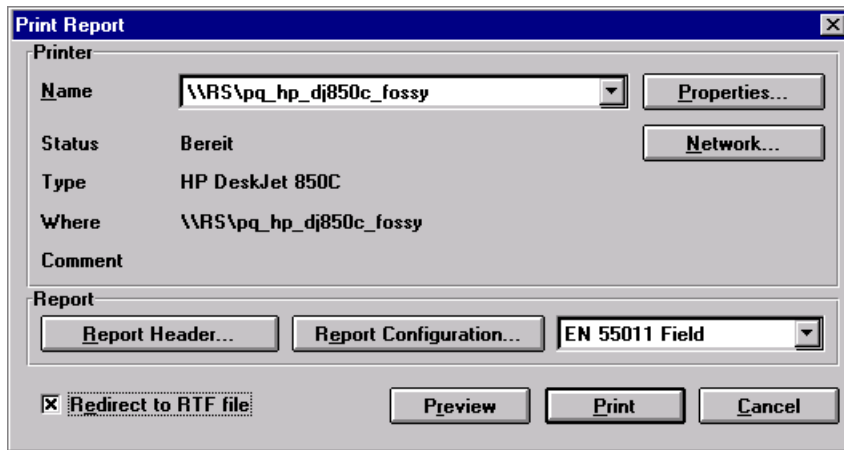 Print Report
Printer
Name \\RS\pq_hp_dj850c_fossy Properties...
Status Bereit Network...
Type HP DeskJet 850C
Where \\RS\pq_hp_dj850c_fossy
Comment
Report
Report Header... Report Configuration... EN 55011 Field
Redirect to RTF file Preview Print Cancel